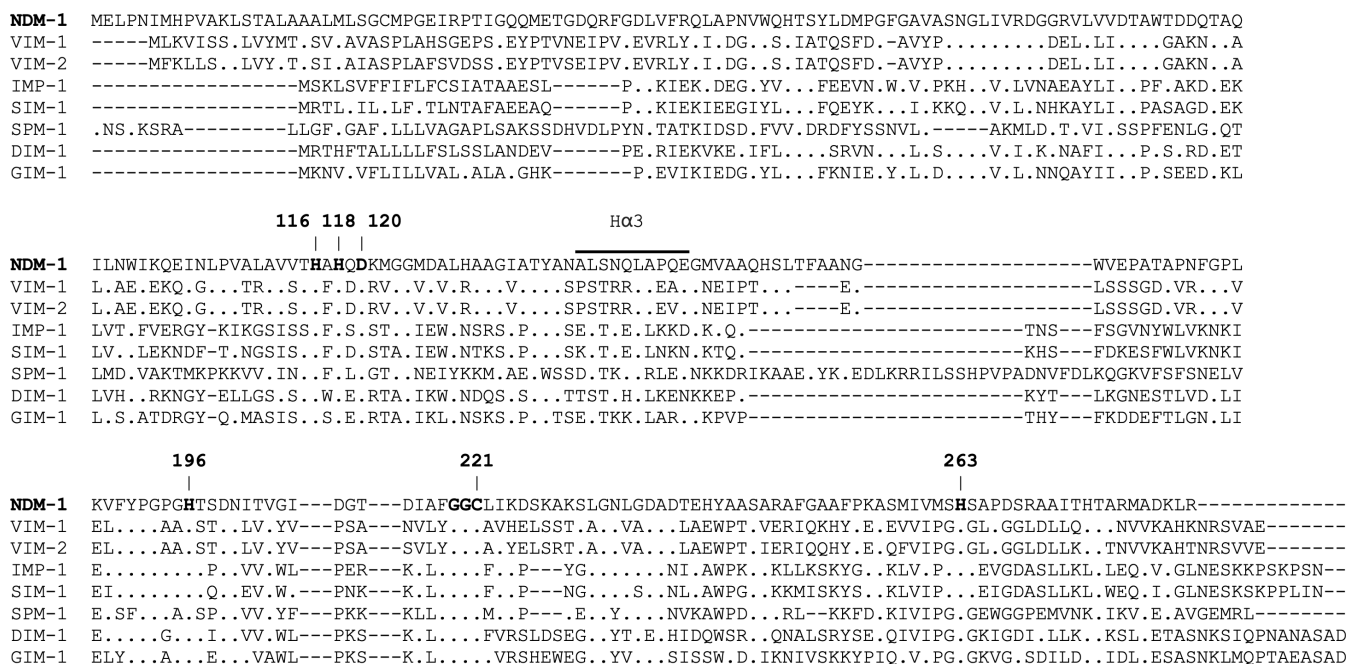 NDM-1 MELPNIMHPVAKLSTALAAALMLSGCMPGEIRPTIGQQMETGDQRFGDLVFRQLAPNVWQHTSYLDMPGFGAVASNGLIVRDGGRVLVVDTAWTDDQTAQ
VIM-1 -----MLKVISS.LVYMT.SV.AVASPLAHSGEPS.EYPTVNEIPV.EVRLY.I.DG..S.IATQSFD.-AVYP.........DEL.LI....GAKN..A
VIM-2 -----MFKLLS..LVY.T.SI.AIASPLAFSVDSS.EYPTVSEIPV.EVRLY.I.DG..S.IATQSFD.-AVYP.........DEL.LI....GAKN..A
IMP-1 ------------------MSKLSVFFIFLFCSIATAAESL------P..KIEK.DEG.YV...FEEVN.W.V.PKH..V.LVNAEAYLI..PF.AKD.EK
SIM-1 ------------------MRTL.IL.LF.TLNTAFAEEAQ------P.KIEKIEEGIYL...FQEYK...I.KKQ..V.L.NHKAYLI..PASAGD.EK
SPM-1 .NS.KSRA---------LLGF.GAF.LLLVAGAPLSAKSSDHVDLPYN.TATKIDSD.FVV.DRDFYSSNVL.-----AKMLD.T.VI.SSPFENLG.QT
DIM-1 ------------------MRTHFTALLLLFSLSSLANDEV------PE.RIEKVKE.IFL....SRVN...L.S....V.I.K.NAFI...P.S.RD.ET
GIM-1 ------------------MKNV.VFLILLVAL.ALA.GHK-------P.EVIKIEDG.YL...FKNIE.Y.L.D....V.L.NNQAYII..P.SEED.KL
116 118 120 Hα3
NDM-1 ILNWIKQEINLPVALAVVTHAHQDKMGGMDALHAAGIATYANALSNQLAPQEGMVAAQHSLTFAANG--------------------WVEPATAPNFGPL
VIM-1 L.AE.EKQ.G...TR..S..F.D.RV...V.V.R...V....SPSTRR..EA..NEIPT....-----.E.--------------------LSSSGD.VR...V
VIM-2 L.AE.EKQ.G...TR..S..F.D.RV...V.V.R...V....SPSTRR..EV..NEIPT....-----.E.--------------------LSSSGD.VR...V
IMP-1 LVT.FVERGY-KIKGSISS.F.S.ST..IEW.NSRS.P....SE.T.E.LKKD.K.Q.------------------------TNS---FSGVNYWLVKNKI
SIM-1 LV..LEKNDF-T.NGSIS..F.D.STA.IEW.NTKS.P...SK.T.E.LNKN.KTQ.------------------------KHS---FDKESFWLVKNKI
SPM-1 LMD.VAKTMKPKKVV.IN..F.L.GT..NEIYKKM.AE.WSSD.TK..RLE.NKKDRIKAAE.YK.EDLKRRILSSHPVPADNVFDLKQGKVFSFSNELV
DIM-1 LVH..RKNGY-ELLGS.S..W.E.RTA.IKW.NDQS.S..TTST.H.LKENKKEP.------------------------KYT---LKGNESTLVD.LI
GIM-1 L.S.ATDRGY-Q.MASIS..S.E.RTA.IKL.NSKS.P..TSE.TKK.LAR..KPVP------------------------THY---FKDDEFTLGN.LI
196 221 263
NDM-1 KVFYPGPGHTSDNITVGI---DGT---DIAFGGCLIKDSKAKSLGNLGDADTEHYAASARAFGAAFPKASMIVMSHSAPDSRAAITHTARMADKLR-------------
VIM-1 EL....AA.ST..LV.YV---PSA---NVLY...AVHELSST.A..VA...LAEWPT.VERIQKHY.E.EVVIPG.GL.GGLDLLQ...NVVKAHKNRSVAE-------
VIM-2 EL....AA.ST..LV.YV---PSA---SVLY...A.YELSRT.A..VA...LAEWPT.IERIQQHY.E.QFVIPG.GL.GGLDLLK..TNVVKAHTNRSVVE-------
IMP-1 E.........P..VV.WL---PER---K.L....F..P---YG......NI.AWPK..KLLKSKYG..KLV.P...EVGDASLLKL.LEQ.V.GLNESKKPSKPSN--
SIM-1 EI........Q..EV.W.---PNK---K.L....F..P---NG....S.NL.AWPG..KKMISKYS..KLVIP...EIGDASLLKL.WEQ.I.GLNESKSKPPLIN--
SPM-1 E.SF...A.SP..VV.YF---PKK---KLL....M..P---.E..Y....NVKAWPD...RL..KKFD.KIVIPG.GEWGGPEMVNK.IKV.E.AVGEMRL--------
DIM-1 E....G...I..VV.WL---PKS---K.L....FVRSLDSEG..YT.E.HIDQWSR..QNALSRYSE.QIVIPG.GKIGDI.LLK..KSL.ETASNKSIQPNANASAD
GIM-1 ELY...A..E...VAWL---PKS---K.L.....VRSHEWEG..YV...SISSW.D.IKNIVSKKYPIQ.V.PG.GKVG.SDILD..IDL.ESASNKLMQPTAEASAD